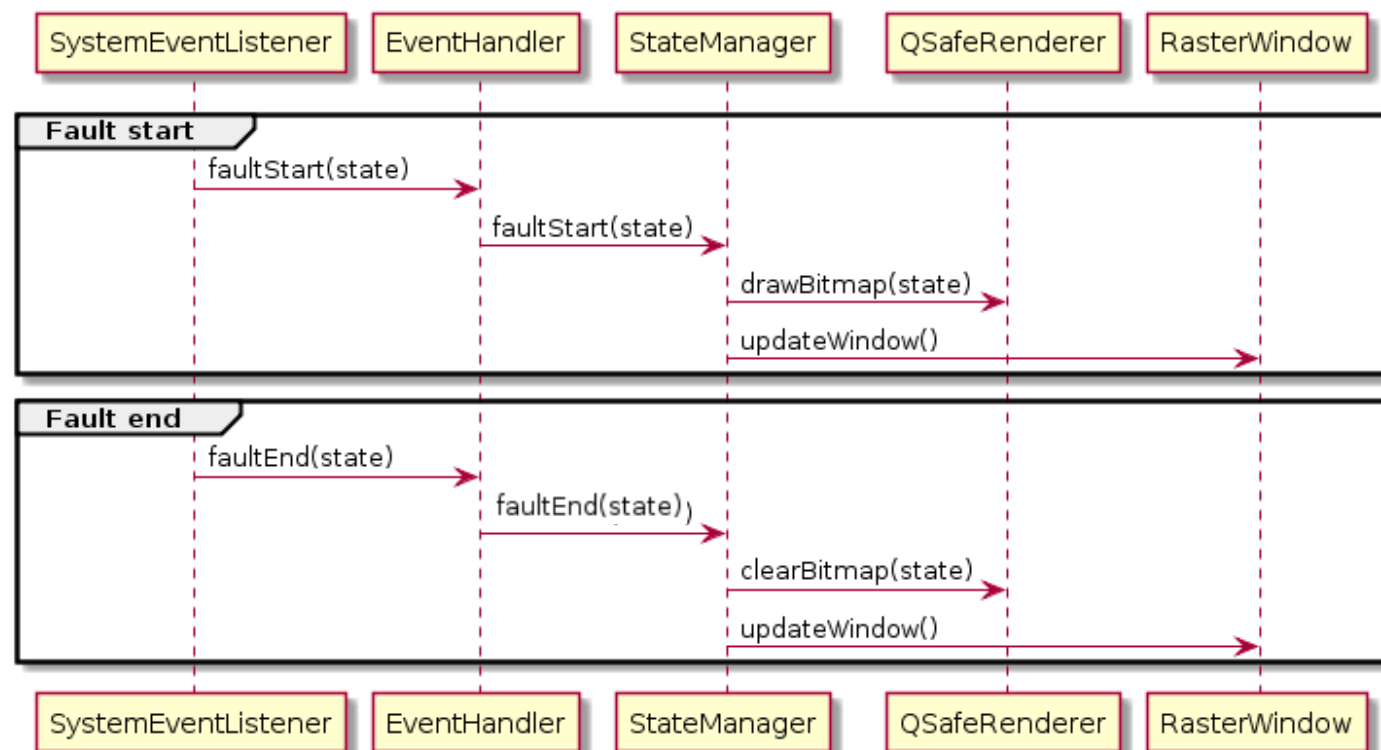 SystemEventListener EventHandler StateManager QSafeRenderer RasterWindow
Fault start
faultStart(state)
faultStart(state)
drawBitmap(state)
updateWindow()
Fault end
faultEnd(state)
faultEnd(state))
clearBitmap(state)
updateWindow()
SystemEventListener EventHandler StateManager QSafeRenderer RasterWindow